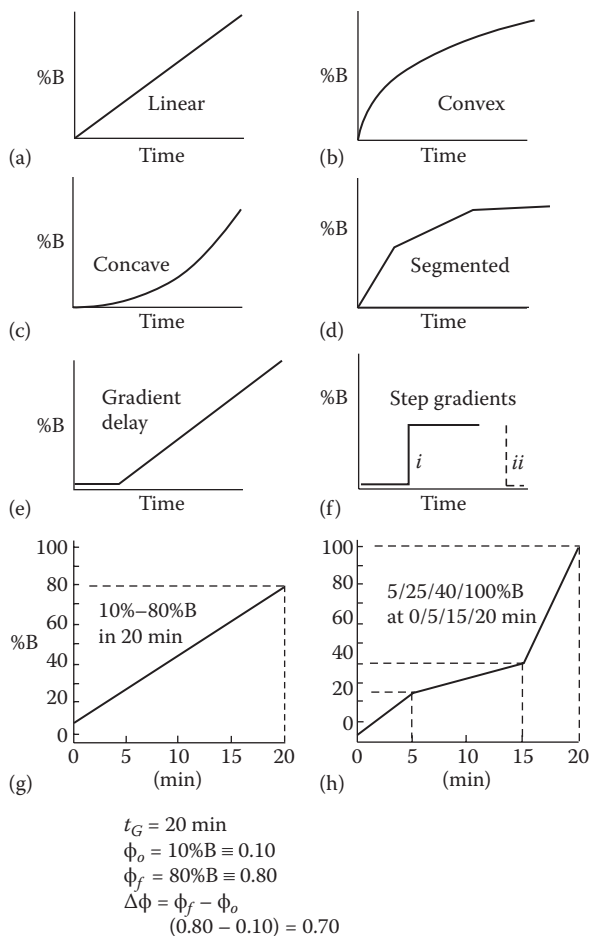 %B
Linear
(a)
Time
%B
Convex
(b)
Time
%B
Concave
(c)
Time
%B
Segmented
(d)
Time
%B
Gradient
delay
(e)
Time
%B
Step gradients
i
ii
(f)
Time
100
80
60
%B
40
20
0
10%–80%B
in 20 min
0 5 10 15 20
(g)
(min)
100
80
60
40
20
0
5/25/40/100%B
at 0/5/15/20 min
0 5 10 15 20
(h)
(min)
t_G = 20 min
ϕ_o = 10%B ≡ 0.10
ϕ_f = 80%B ≡ 0.80
Δϕ = ϕ_f − ϕ_o
(0.80 – 0.10) = 0.70